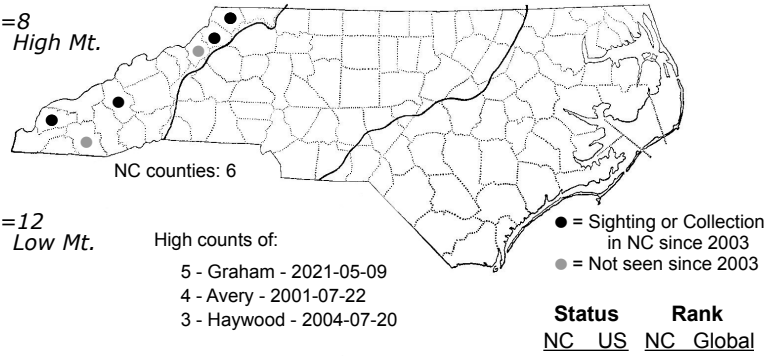 =8
High Mt.
NC counties: 6
=12
Low Mt.
High counts of:
5 - Graham - 2021-05-09
4 - Avery - 2001-07-22
3 - Haywood - 2004-07-20
● = Sighting or Collection
in NC since 2003
● = Not seen since 2003
Status Rank
NC US NC Global